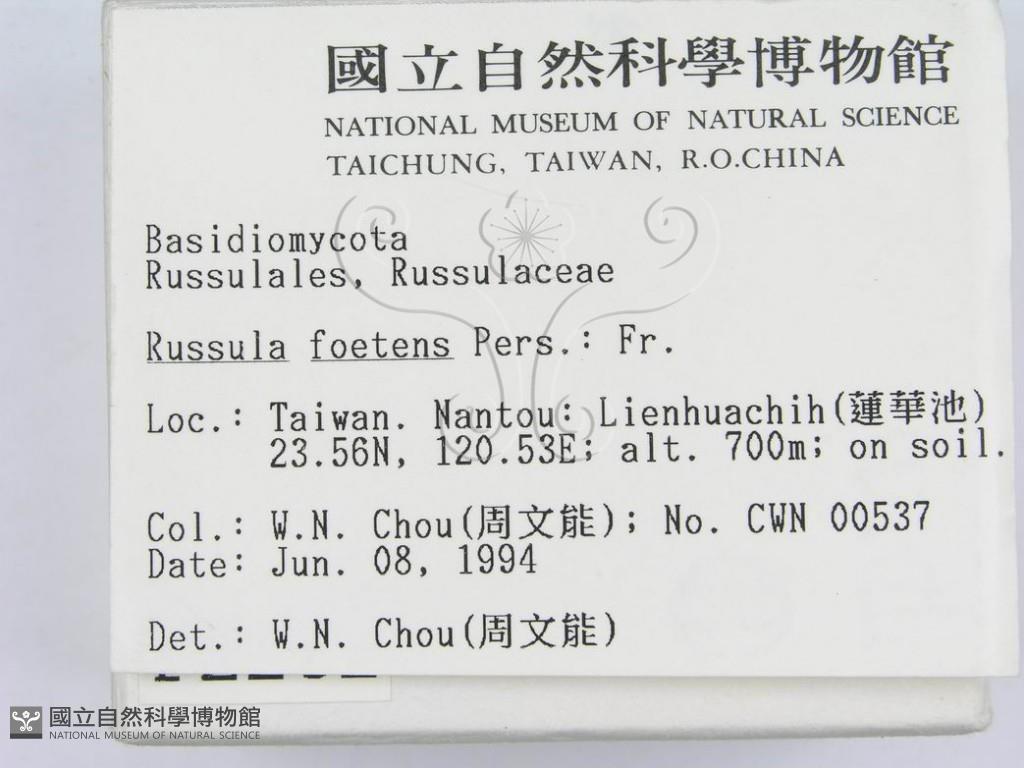 國立自然科學博物館
NATIONAL MUSEUM OF NATURAL SCIENCE
TAICHUNG, TAIWAN, R.O.CHINA
Basidiomycota
Russulales, Russulaceae
Russula foetens Pers.: Fr.
Loc.: Taiwan. Nantou: Lienhuachih(蓮華池)
23.56N, 120.53E; alt. 700m; on soil.
Col.: W.N. Chou(周文能); No. CWN 00537
Date: Jun. 08, 1994
Det.: W.N. Chou(周文能)
國立自然科學博物館
NATIONAL MUSEUM OF NATURAL SCIENCE